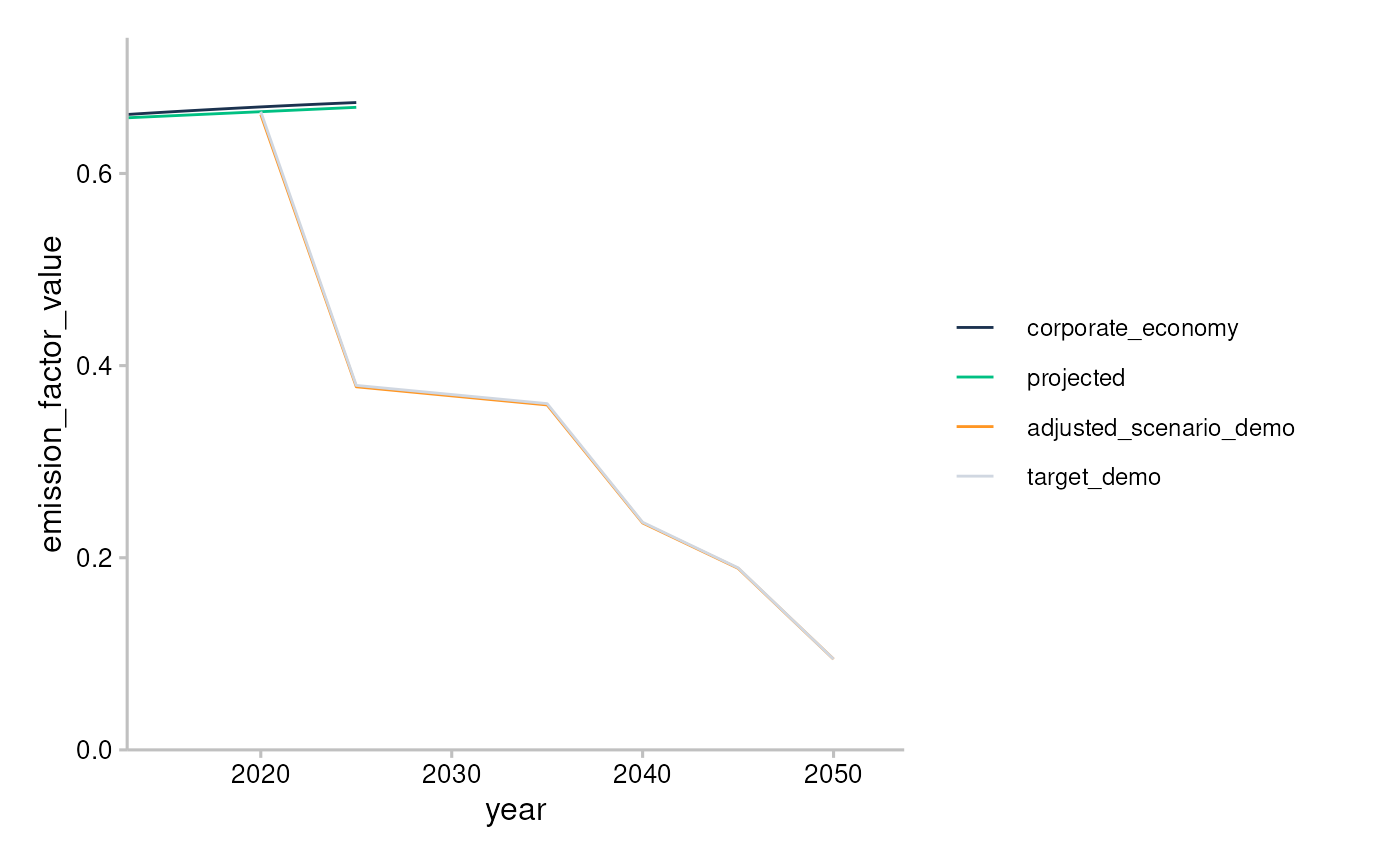 emission_factor_value
0.6
0.4
0.2
0.0
2020
2030
2040
2050
year
corporate_economy
projected
adjusted_scenario_demo
target_demo